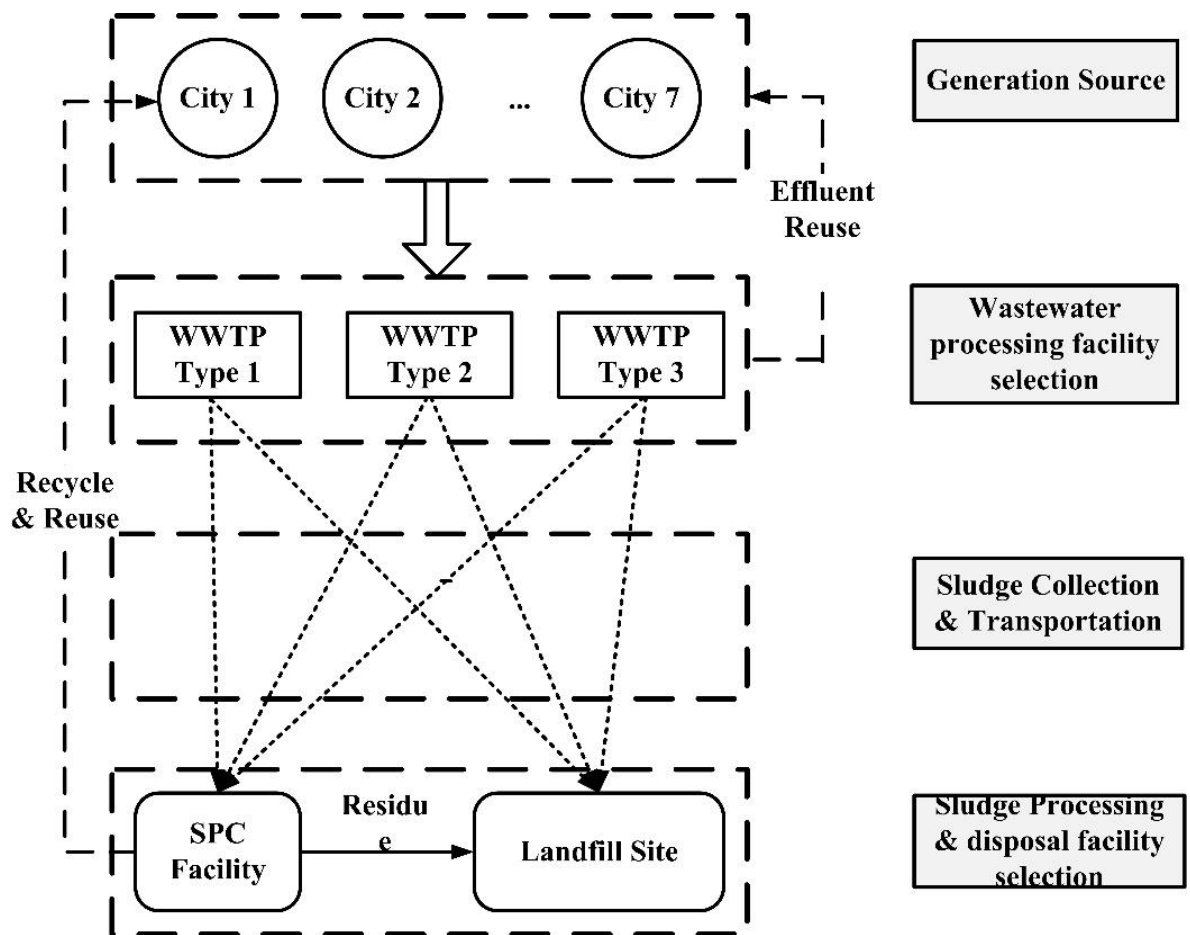 City 1
City 2
...
City 7
Generation Source
Effluent
Reuse
WWTP
Type 1
WWTP
Type 2
WWTP
Type 3
Wastewater
processing facility
selection
Recycle
& Reuse
Sludge Collection
& Transportation
SPC
Facility
Residu
e
Landfill Site
Sludge Processing
& disposal facility
selection